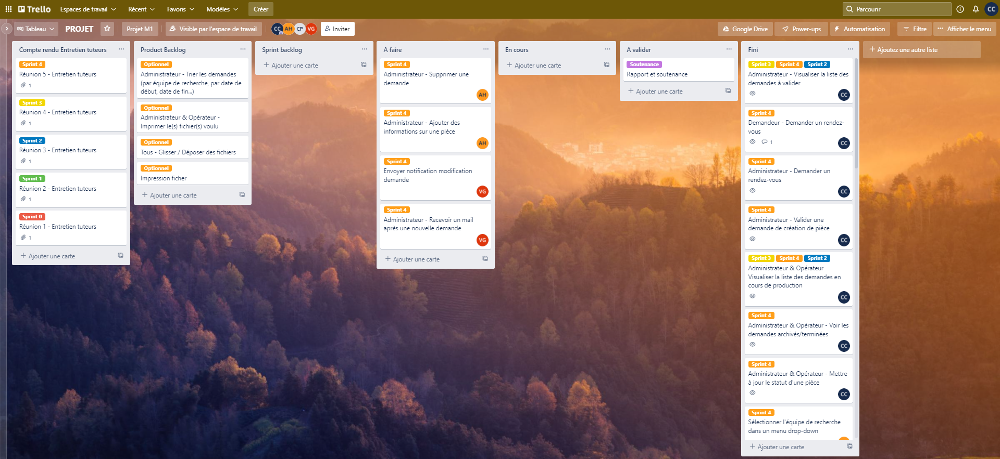 Trello
Espaces de travail
Récent
Favoris
Modèles
Créer
Parcourir
CC
Tableau
PROJET
Projet M1
Visible par l'espace de travail
CC
AH
CP
VG
Inviter
Google Drive
Power-ups
Automatisation
Filtre
Afficher le menu
Compte rendu Entretien tuteurs
Sprint 4
Réunion 5 - Entretien tuteurs
1
Sprint 3
Réunion 4 - Entretien tuteurs
1
Sprint 2
Réunion 3 - Entretien tuteurs
1
Sprint 1
Réunion 2 - Entretien tuteurs
1
Sprint 0
Réunion 1 - Entretien tuteurs
1
+ Ajouter une carte
Product Backlog
Optionnel
Administrateur - Trier les demandes
(par équipe de recherche, par date de
début, date de fin...)
Optionnel
Administrateur & Opérateur -
Imprimer le(s) fichier(s) voulu
Optionnel
Tous - Glisser / Déposer des fichiers
Optionnel
Impression ficher
+ Ajouter une carte
Sprint backlog
+ Ajouter une carte
A faire
Sprint 4
Administrateur - Supprimer une
demande
AH
Sprint 4
Administrateur - Ajouter des
informations sur une pièce
AH
Sprint 4
Envoyer notification modification
demande
VG
Sprint 4
Administrateur - Recevoir un mail
après une nouvelle demande
VG
+ Ajouter une carte
En cours
+ Ajouter une carte
A valider
Soutenance
Rapport et soutenance
+ Ajouter une carte
Fini
Sprint 3 Sprint 4 Sprint 2
Administrateur - Visualiser la liste des
demandes à valider
CC
Sprint 4
Demandeur - Demander un rendez-
vous
1
CC
Sprint 4
Administrateur - Demander un
rendez-vous
CC
Sprint 4
Administrateur - Valider une
demande de création de pièce
CC
Sprint 3 Sprint 4 Sprint 2
Administrateur & Opérateur
Visualiser la liste des demandes en
cours de production
CC
Sprint 4
Administrateur & Opérateur - Voir les
demandes archivés/terminées
CC
Sprint 4
Administrateur & Opérateur - Mettre
à jour le statut d'une pièce
CC
Sprint 4
Sélectionner l'équipe de recherche
dans un menu drop-down
+ Ajouter une carte
+ Ajoutez une autre liste